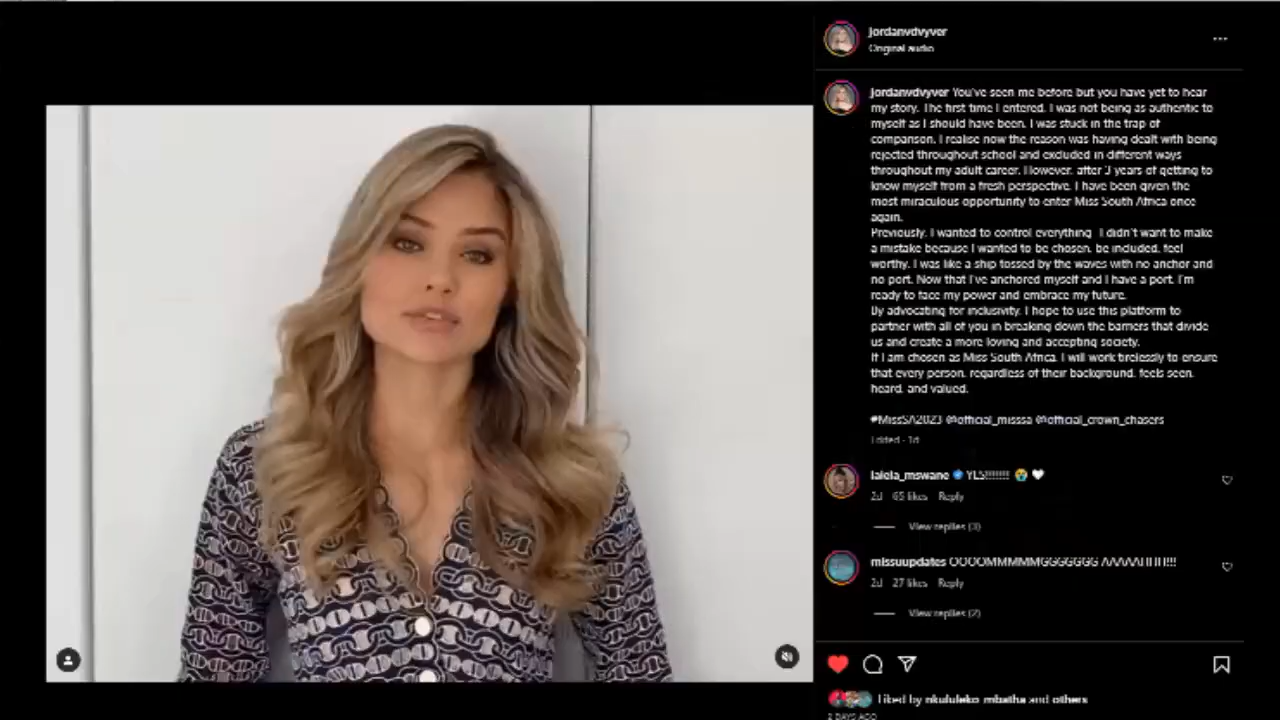 jordanvdvyver
Original audio
jordanvdvyver You've seen me before but you have yet to hear
my story. The first time I entered, I was not being as authentic to
myself as I should have been. I was stuck in the trap of
comparison. I realise now the reason was having dealt with being
rejected throughout school and excluded in different ways
throughout my adult career. However, after 3 years of getting to
know myself from a fresh perspective, I have been given the
most miraculous opportunity to enter Miss South Africa once
again.
Previously, I wanted to control everything I didn't want to make
a mistake because I wanted to be chosen, be included, feel
worthy. I was like a ship tossed by the waves with no anchor and
no port. Now that I've anchored myself and I have a port, I'm
ready to face my power and embrace my future.
By advocating for inclusivity, I hope to use this platform to
partner with all of you in breaking down the barriers that divide
us and create a more loving and accepting society.
If I am chosen as Miss South Africa, I will work tirelessly to ensure
that every person, regardless of their background, feels seen,
heard, and valued.
#MissSA2023 @official_misssa @official_crown_chasers
Edited · 1d
lalela_mswane YES!!!!!!! 😭 🤍
2d 65 likes Reply
View replies (3)
missuupdates OOOOMMMMMGGGGGGG AAAAAHHH!!!
2d 27 likes Reply
View replies (2)
Liked by nkululeko_mbatha and others
2 DAYS AGO